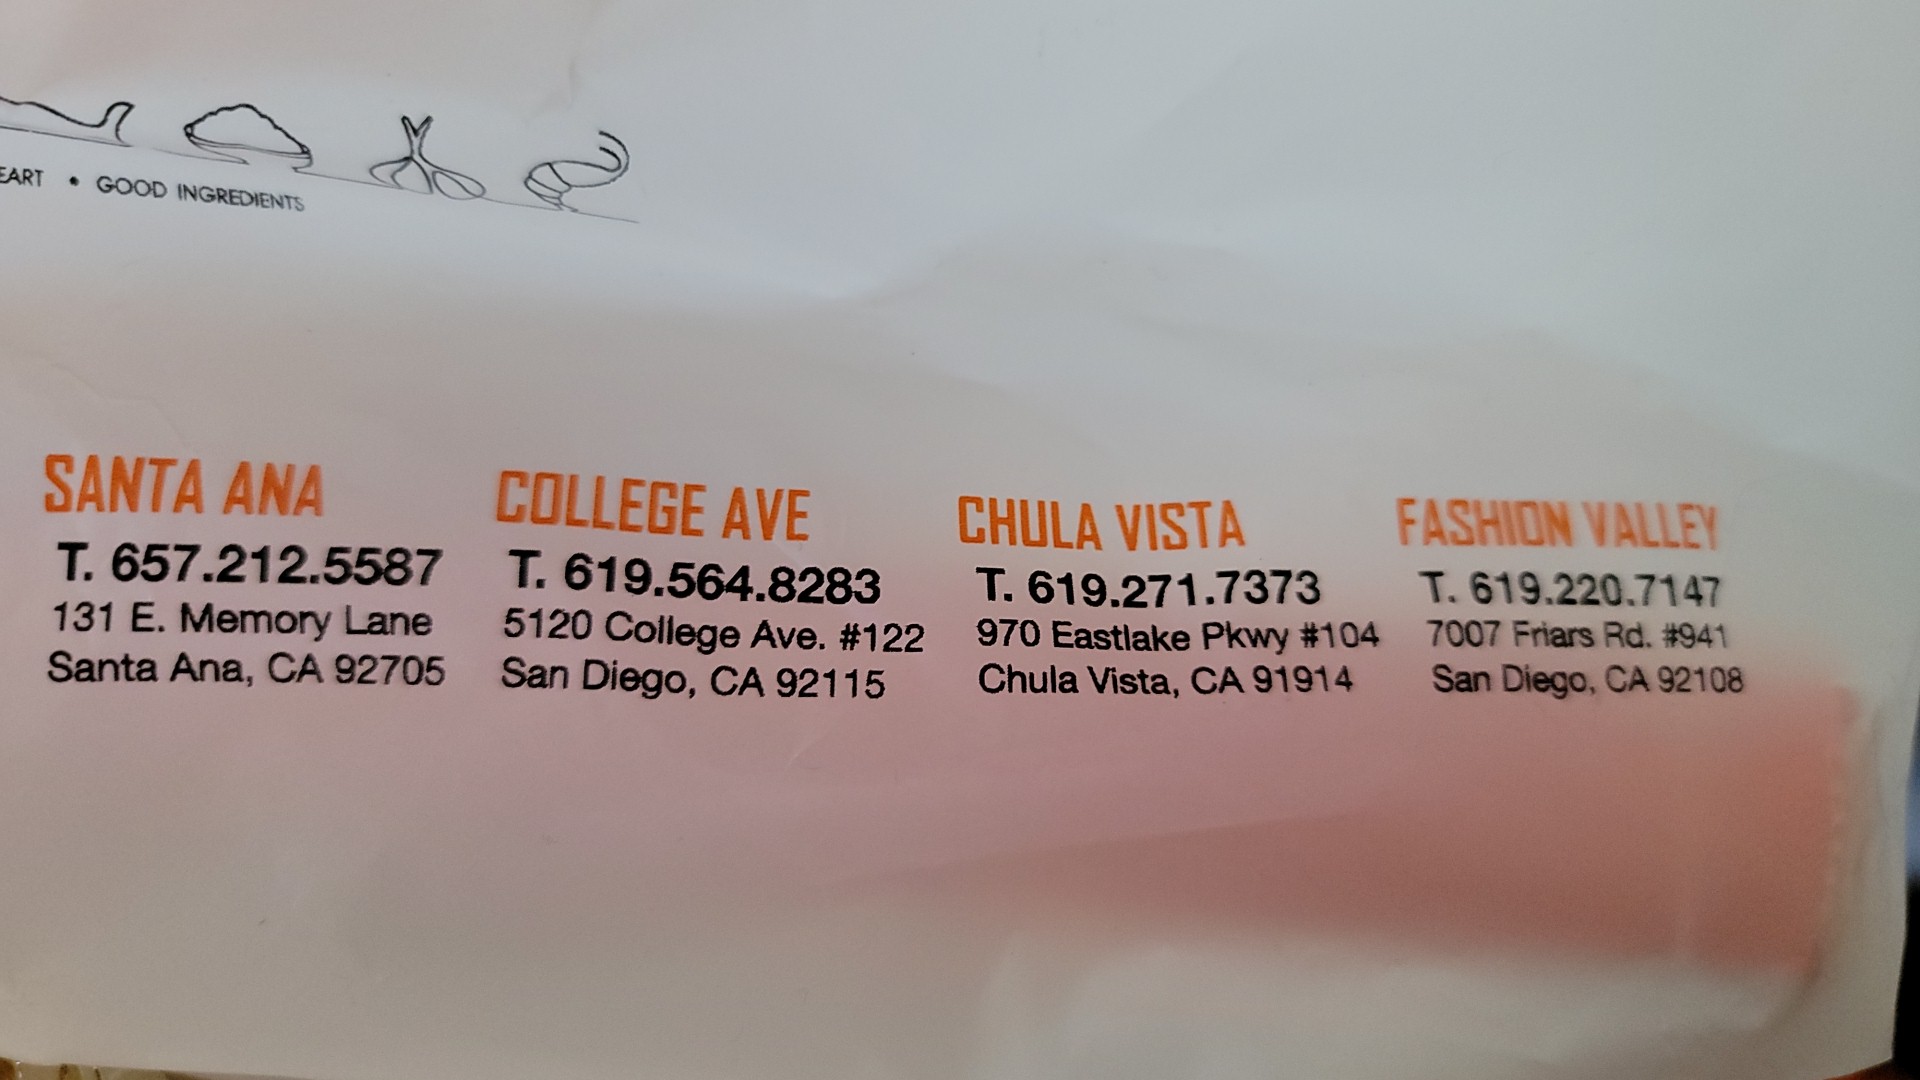 EART • GOOD INGREDIENTS
SANTA ANA
T. 657.212.5587
131 E. Memory Lane
Santa Ana, CA 92705
COLLEGE AVE
T. 619.564.8283
5120 College Ave. #122
San Diego, CA 92115
CHULA VISTA
T. 619.271.7373
970 Eastlake Pkwy #104
Chula Vista, CA 91914
FASHION VALLEY
T. 619.220.7147
7007 Friars Rd. #941
San Diego, CA 92108